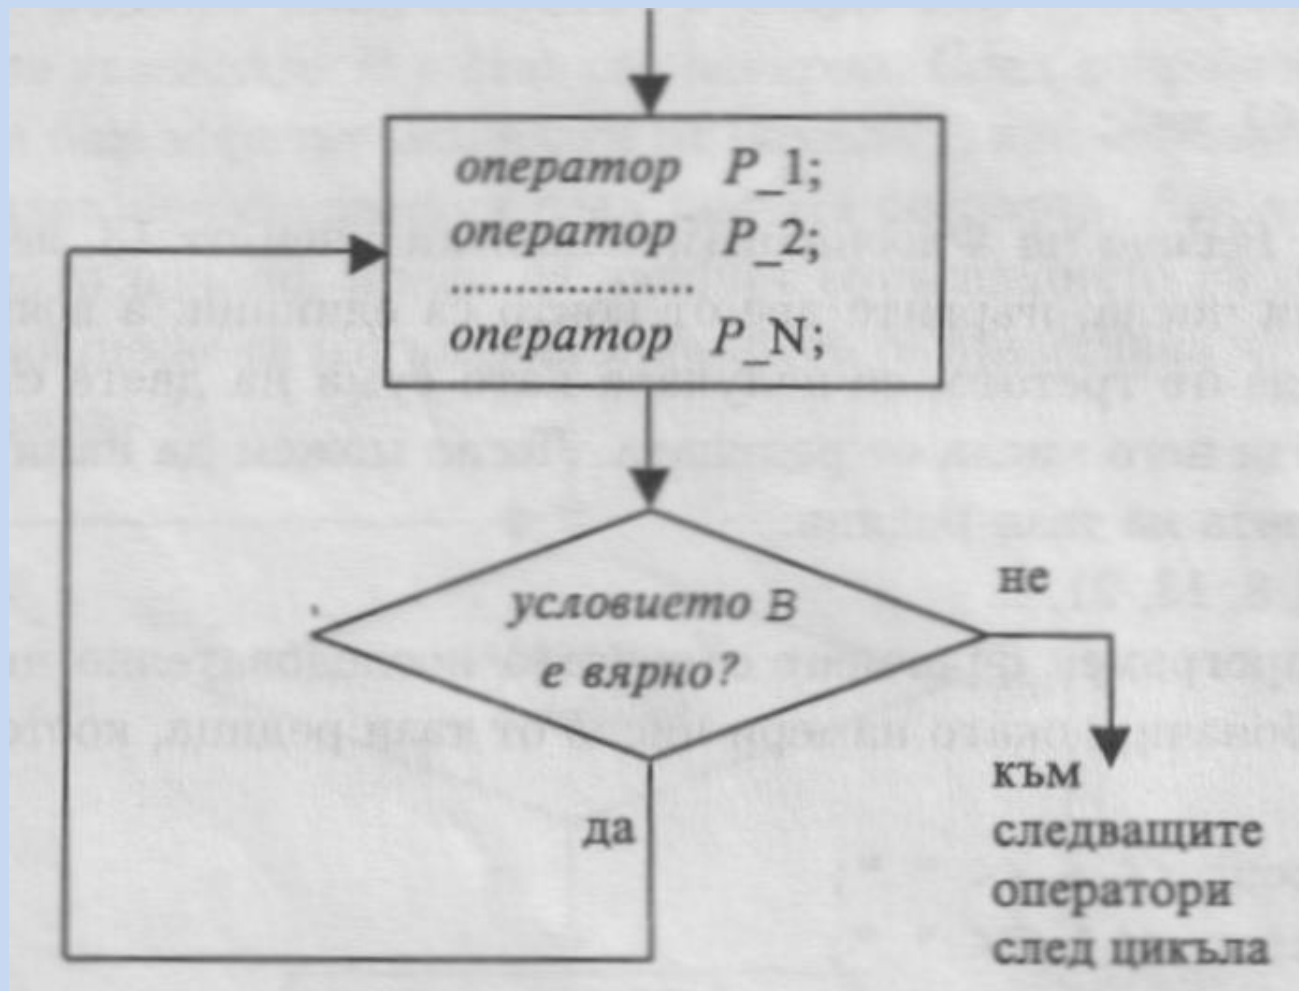 оператор P_1;
оператор P_2;
...................
оператор P_N;
условието B
е вярно?
не
да
към
следващите
оператори
след цикъла